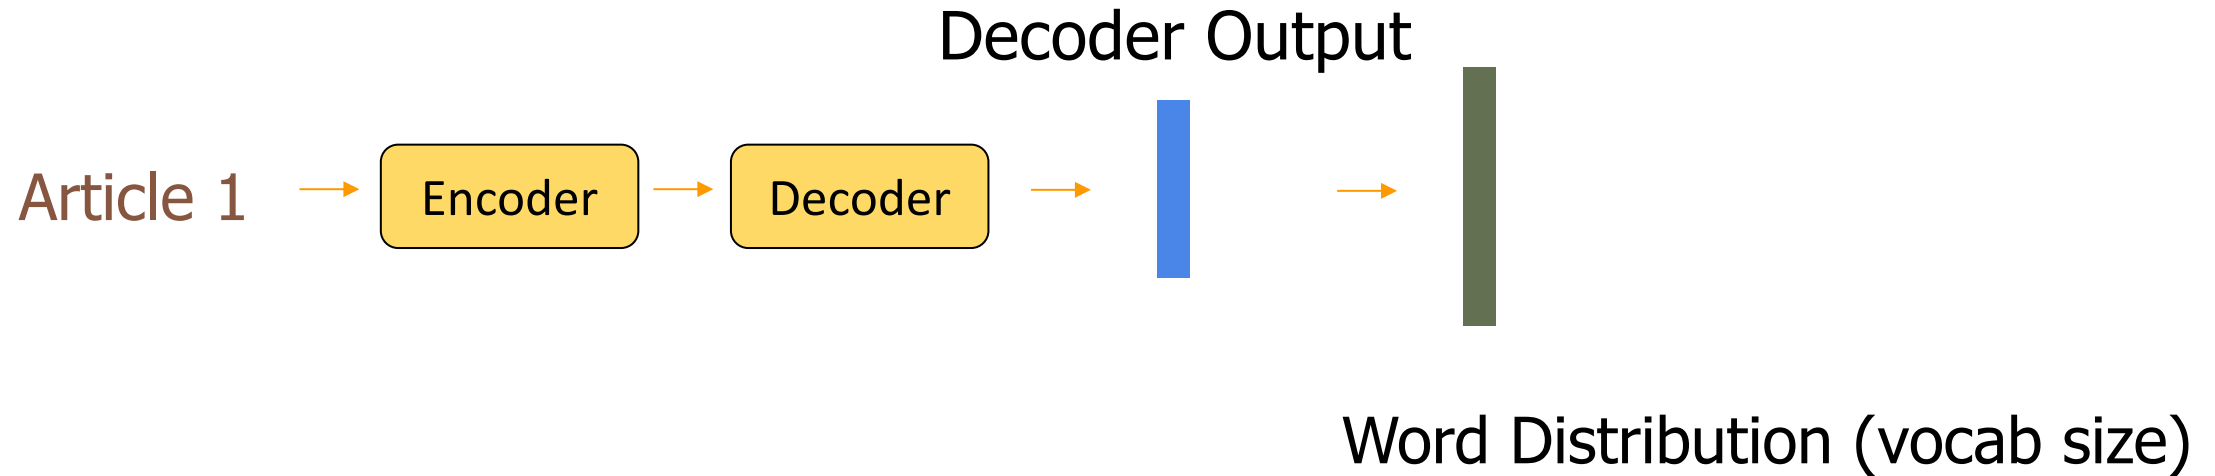 Decoder Output
Article 1
Encoder
Decoder
Word Distribution (vocab size)